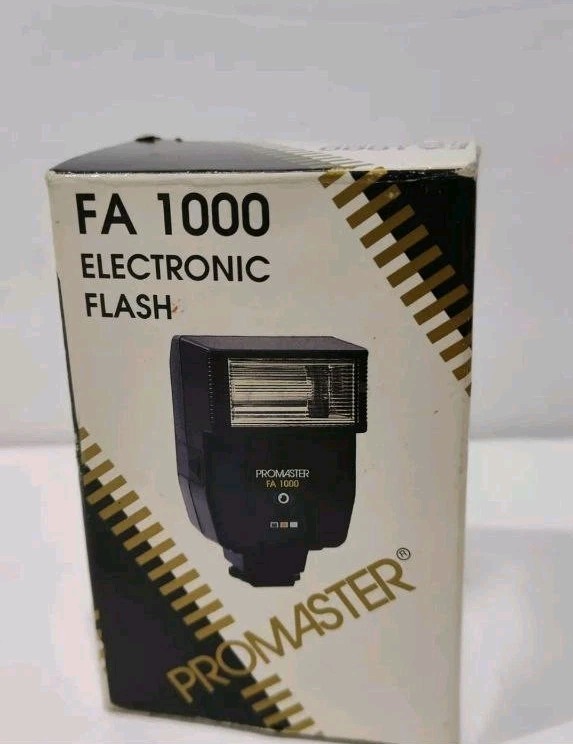 FA 1000
ELECTRONIC
FLASH
PROMASTER
FA 1000
PROMASTER®